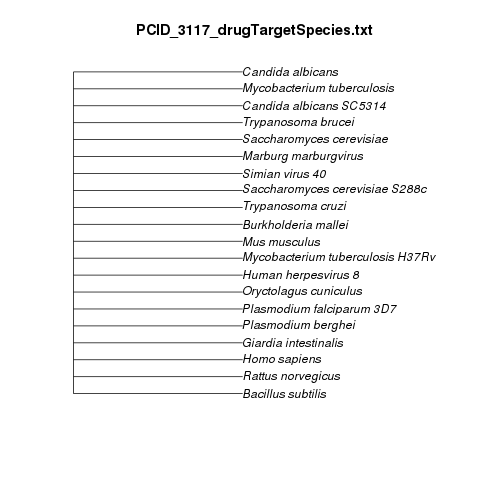 PCID_3117_drugTargetSpecies.txt
Candida albicans
Mycobacterium tuberculosis
Candida albicans SC5314
Trypanosoma brucei
Saccharomyces cerevisiae
Marburg marburgvirus
Simian virus 40
Saccharomyces cerevisiae S288c
Trypanosoma cruzi
Burkholderia mallei
Mus musculus
Mycobacterium tuberculosis H37Rv
Human herpesvirus 8
Oryctolagus cuniculus
Plasmodium falciparum 3D7
Plasmodium berghei
Giardia intestinalis
Homo sapiens
Rattus norvegicus
Bacillus subtilis